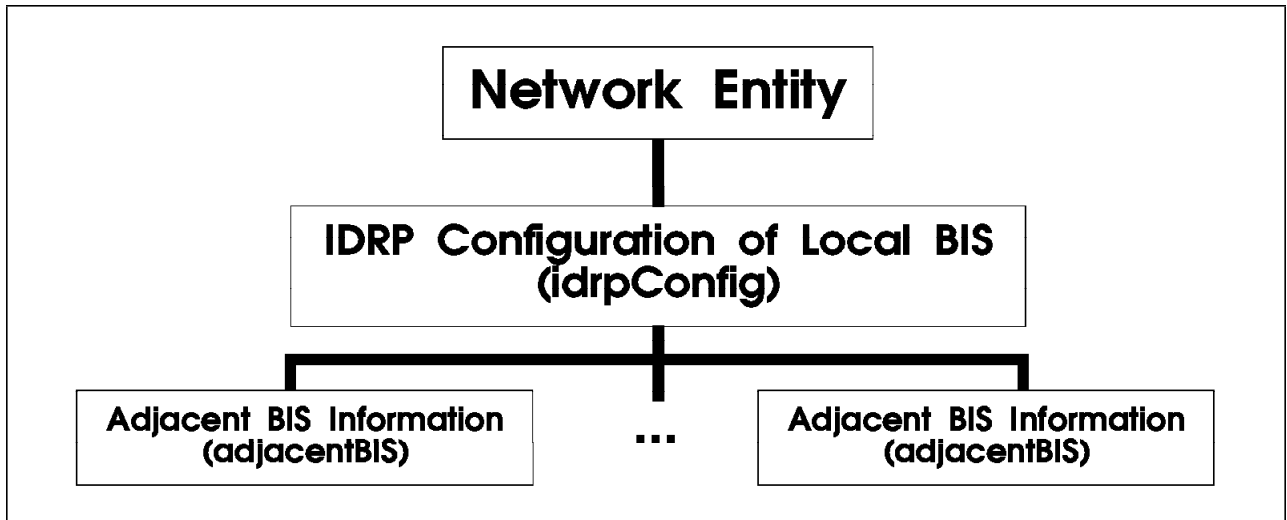 Network Entity
IDRP Configuration of Local BIS
(idrpConfig)
Adjacent BIS Information
(adjacentBIS)
...
Adjacent BIS Information
(adjacentBIS)